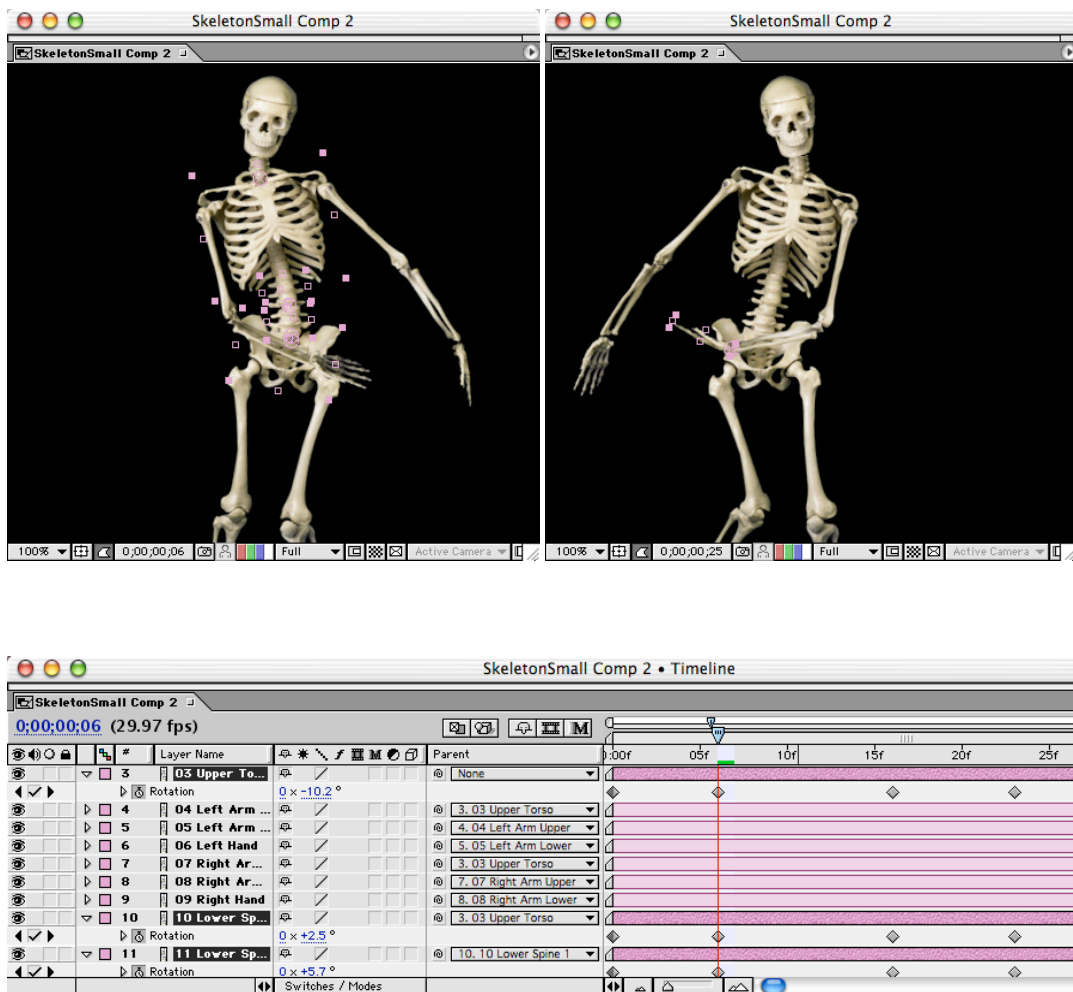 SkeletonSmall Comp 2
SkeletonSmall Comp 2
100% 0;00;00;06 Full Active Camera
SkeletonSmall Comp 2
SkeletonSmall Comp 2
100% 0;00;00;25 Full Active Camera
SkeletonSmall Comp 2 • Timeline
SkeletonSmall Comp 2
0;00;00;06 (29.97 fps) M
# Layer Name f M Parent :00f 05f 10f 15f 20f 25f
3 03 Upper To... None
Rotation 0 x -10.2 °
4 04 Left Arm ... 3. 03 Upper Torso
5 05 Left Arm ... 4. 04 Left Arm Upper
6 06 Left Hand 5. 05 Left Arm Lower
7 07 Right Ar... 3. 03 Upper Torso
8 08 Right Ar... 7. 07 Right Arm Upper
9 09 Right Hand 8. 08 Right Arm Lower
10 10 Lower Sp... 3. 03 Upper Torso
Rotation 0 x +2.5 °
11 11 Lower Sp... 10. 10 Lower Spine 1
Rotation 0 x +5.7 °
Switches / Modes